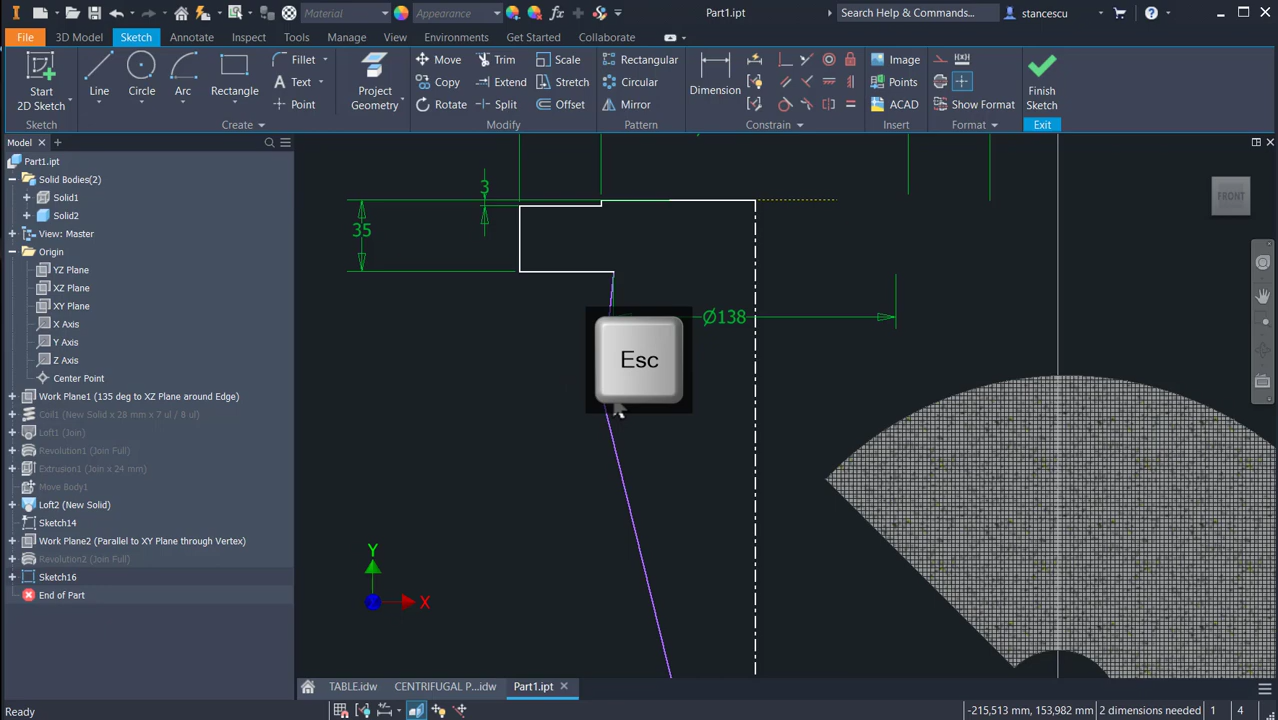 Material
Appearance
Part1.ipt
Search Help & Commands...
stancescu
File
3D Model
Sketch
Annotate
Inspect
Tools
Manage
View
Environments
Get Started
Collaborate
Start
2D Sketch
Line
Circle
Arc
Rectangle
Fillet
Text
Point
Project
Geometry
Move
Copy
Rotate
Trim
Extend
Split
Scale
Stretch
Offset
Rectangular
Circular
Mirror
Dimension
Image
Points
ACAD
Show Format
Finish
Sketch
Sketch
Create
Modify
Pattern
Constrain
Insert
Format
Exit
Model
Part1.ipt
Solid Bodies(2)
Solid1
Solid2
View: Master
Origin
YZ Plane
XZ Plane
XY Plane
X Axis
Y Axis
Z Axis
Center Point
Work Plane1 (135 deg to XZ Plane around Edge)
Coil1 (New Solid x 28 mm x 7 ul / 8 ul)
Loft1 (Join)
Revolution1 (Join Full)
Extrusion1 (Join x 24 mm)
Move Body1
Loft2 (New Solid)
Sketch14
Work Plane2 (Parallel to XY Plane through Vertex)
Revolution2 (Join Full)
Sketch16
End of Part
3
35
Ø138
Esc
FRONT
Y
X
TABLE.idw
CENTRIFUGAL P...idw
Part1.ipt
Ready
-215,513 mm, 153,982 mm
2 dimensions needed
1
4